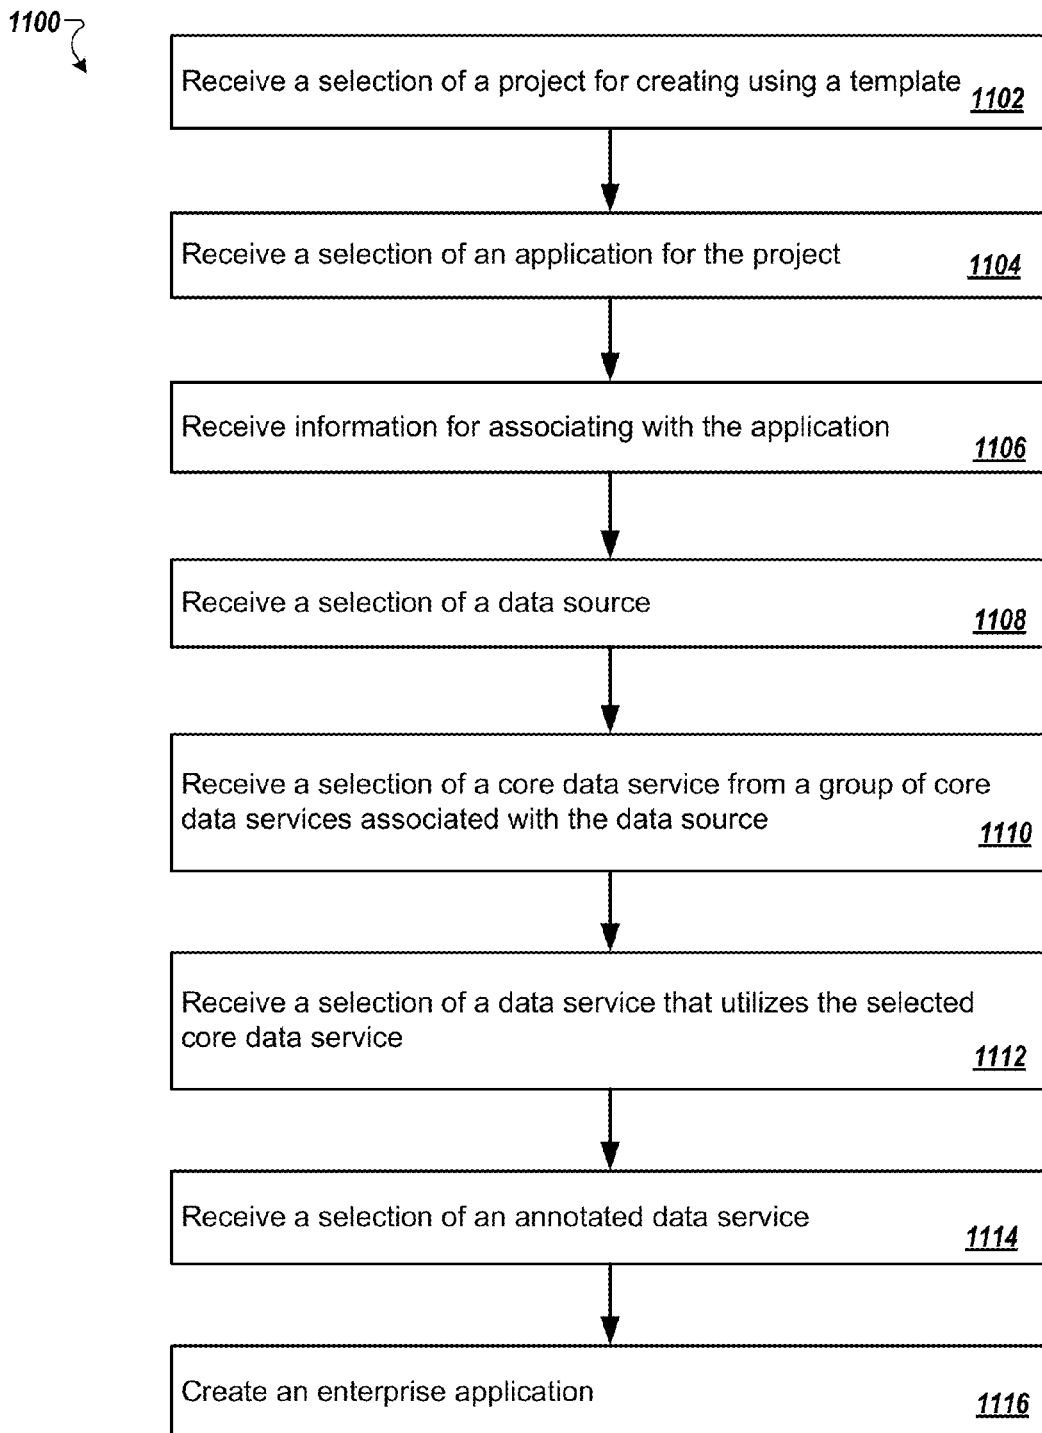 1100
Receive a selection of a project for creating using a template
1102
Receive a selection of an application for the project
1104
Receive information for associating with the application
1106
Receive a selection of a data source
1108
Receive a selection of a core data service from a group of core
data services associated with the data source
1110
Receive a selection of a data service that utilizes the selected
core data service
1112
Receive a selection of an annotated data service
1114
Create an enterprise application
1116